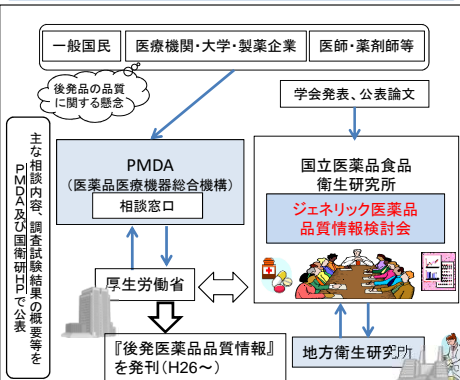 一般国民
医療機関・大学・製薬企業
医師・薬剤師等
後発品の品質
に関する懸念
学会発表、公表論文
主な相談内容、調査試験結果の概要等を
PMDA及び国衛研HPで公表
PMDA
（医薬品医療機器総合機構）
相談窓口
国立医薬品食品
衛生研究所
ジェネリック医薬品
品質情報検討会
厚生労働省
『後発医薬品品質情報』
を発刊（H26～）
地方衛生研究所